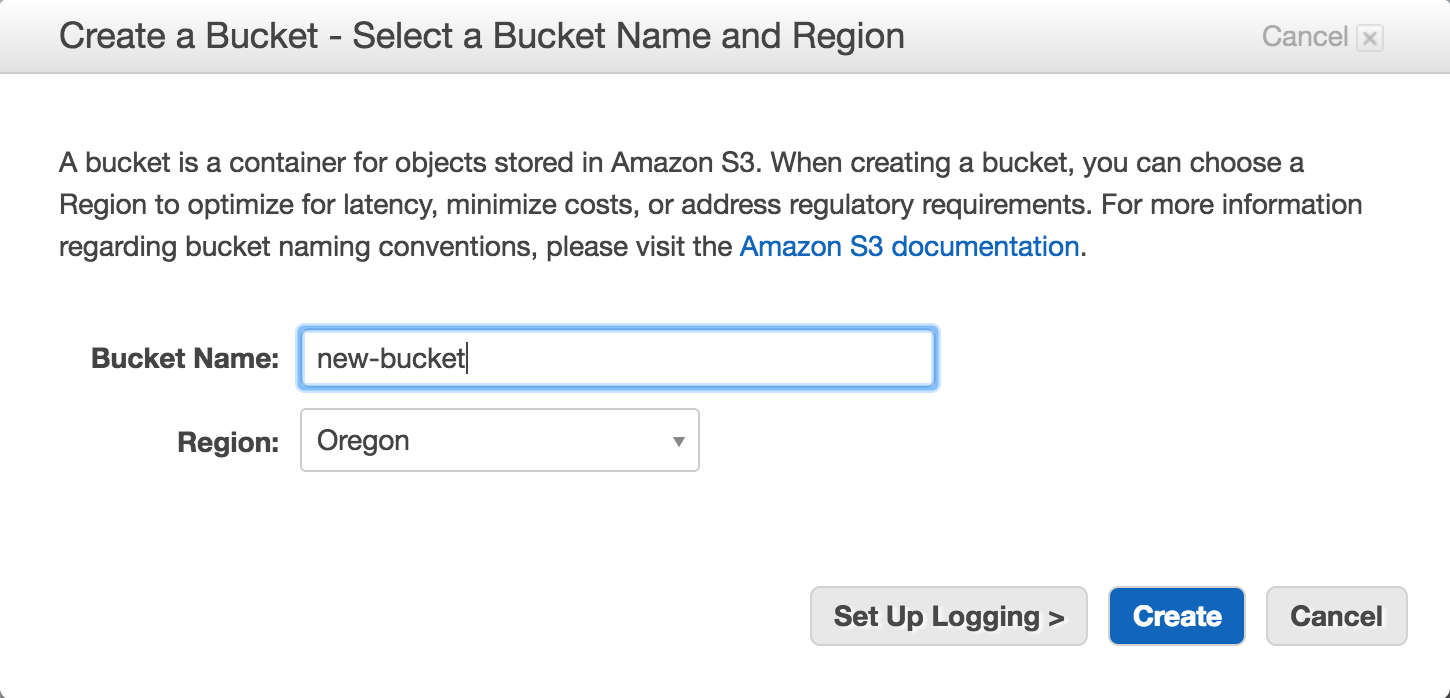 Create a Bucket - Select a Bucket Name and Region
Cancel
A bucket is a container for objects stored in Amazon S3. When creating a bucket, you can choose a
Region to optimize for latency, minimize costs, or address regulatory requirements. For more information
regarding bucket naming conventions, please visit the Amazon S3 documentation.
Bucket Name: new-bucket
Region: Oregon
Set Up Logging > Create Cancel